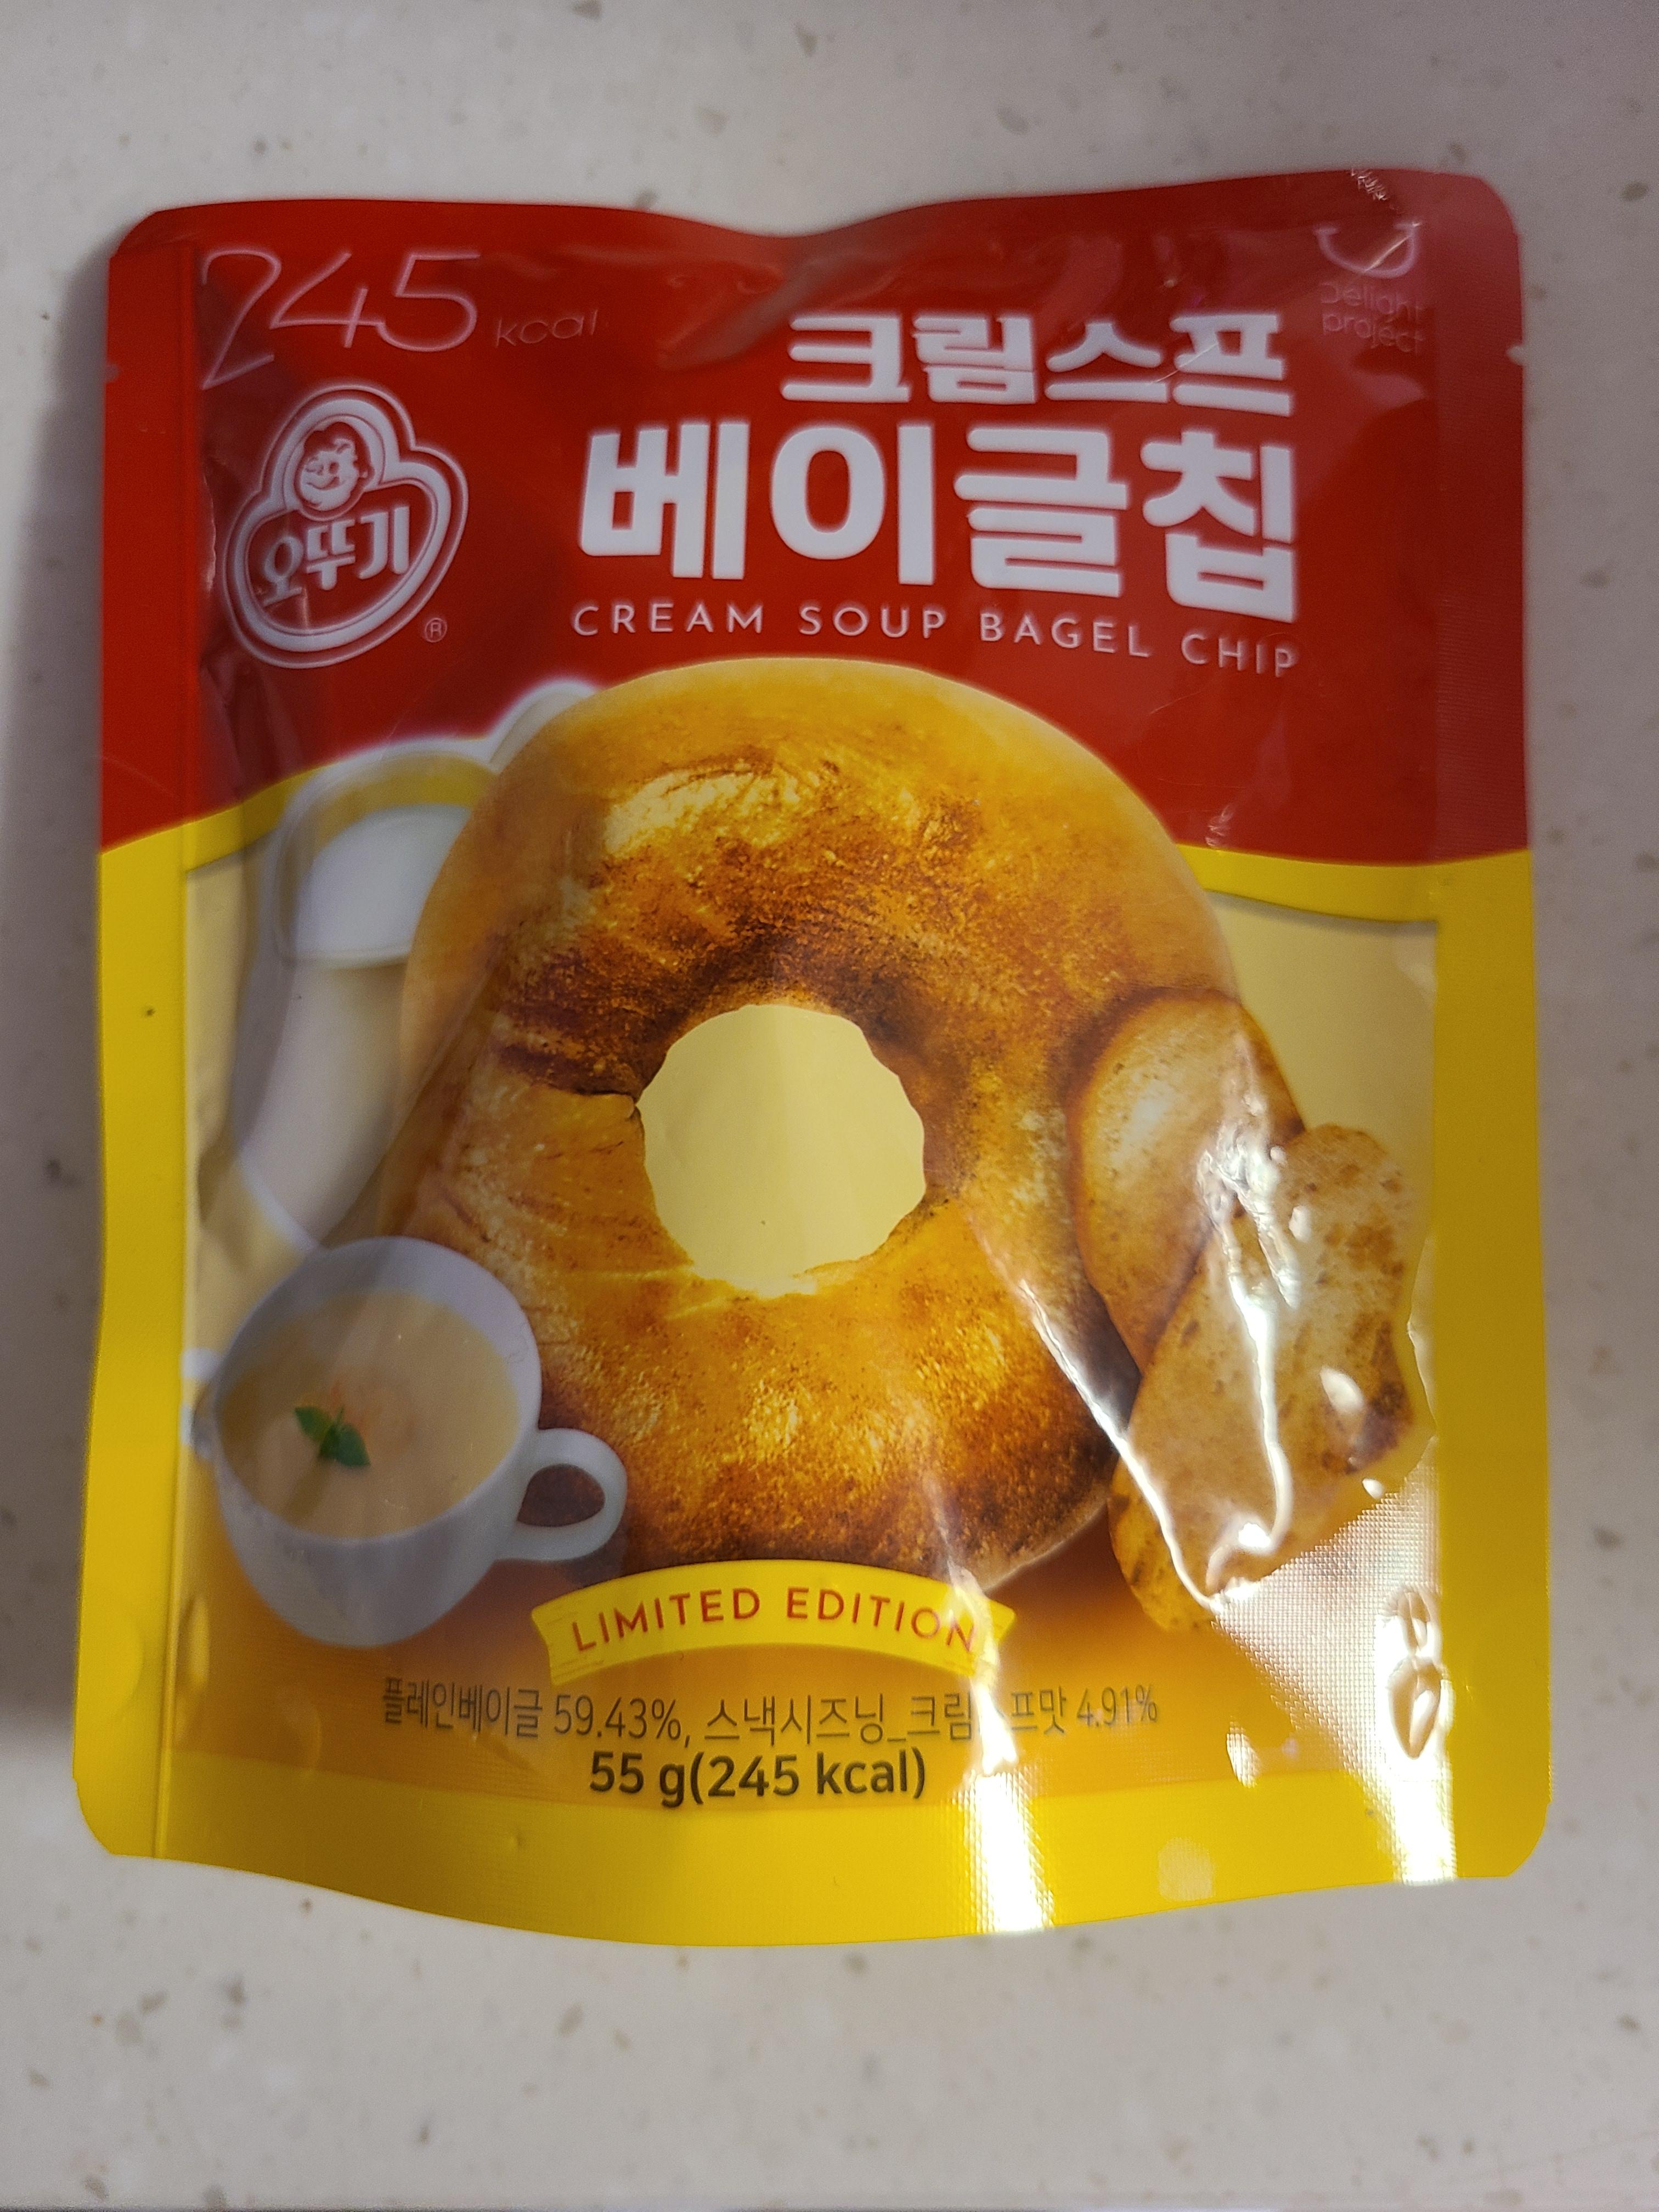 245 kcal
delight
project
오뚜기
®
크림스프
베이글칩
CREAM SOUP BAGEL CHIP
LIMITED EDITION
플레인베이글 59.43%, 스낵시즈닝_크림스프맛 4.91%
55 g(245 kcal)